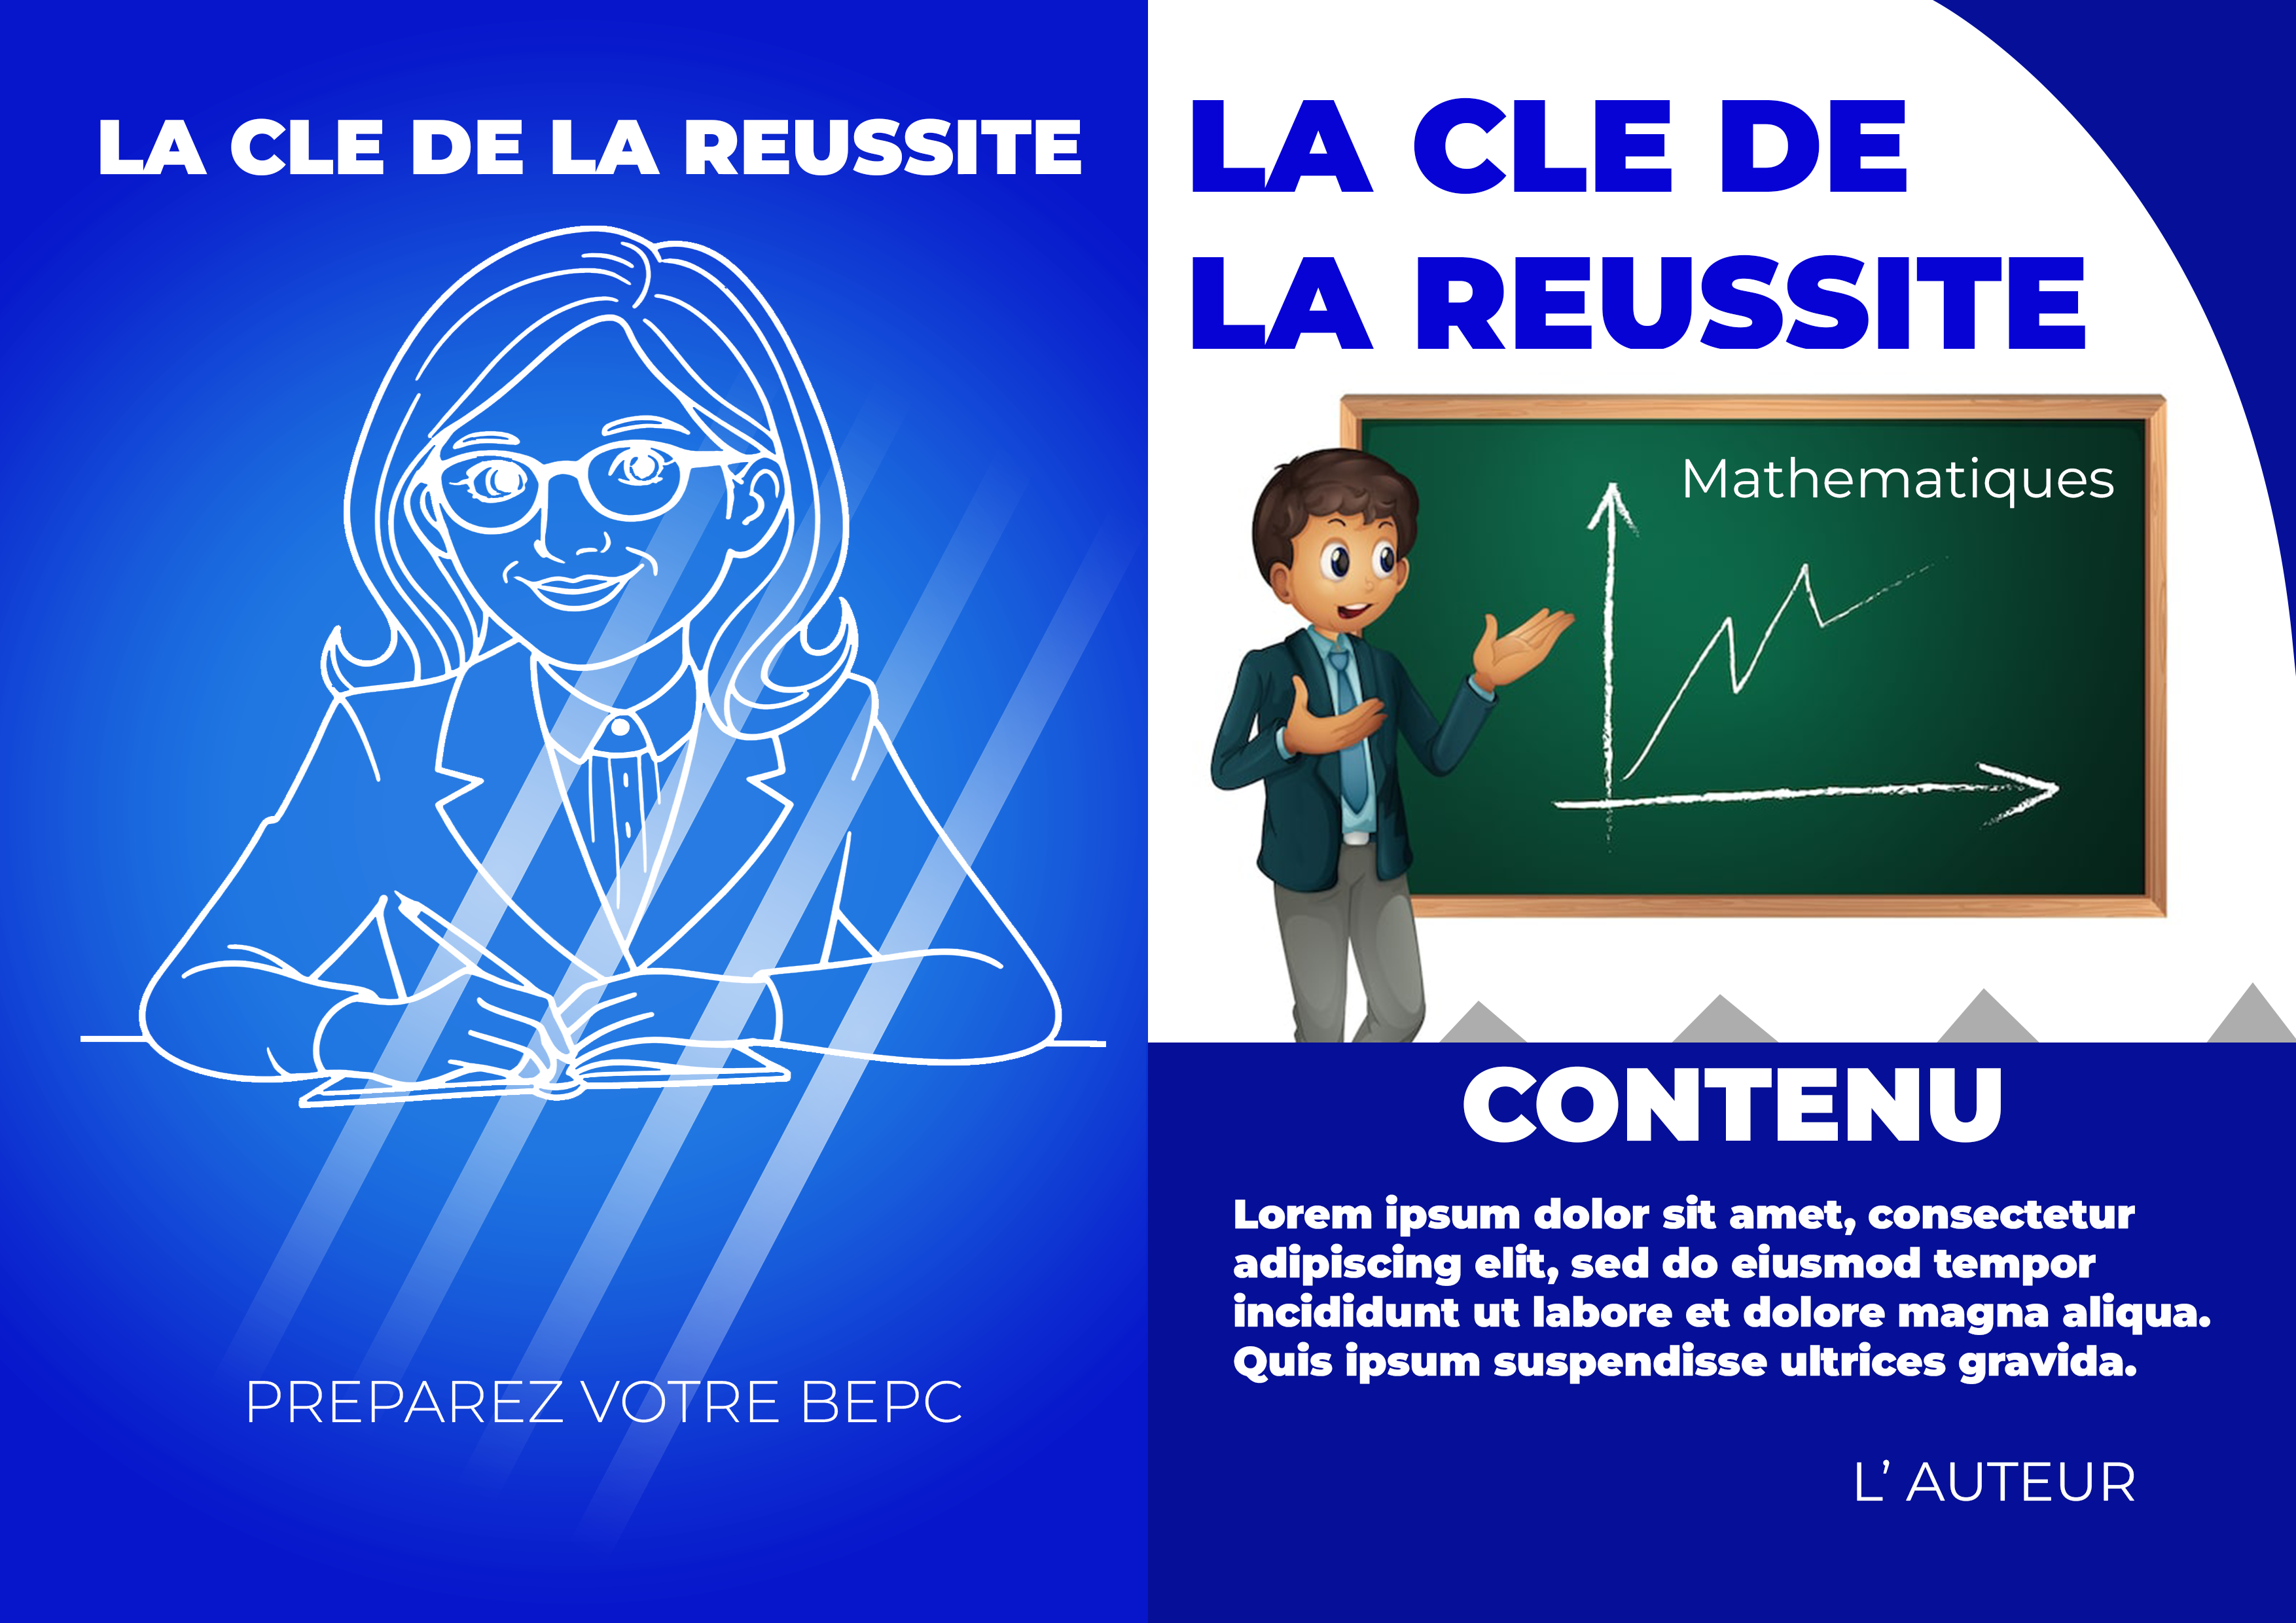 LA CLE DE LA REUSSITE
PREPAREZ VOTRE BEPC
LA CLE DE
LA REUSSITE
Mathematiques
CONTENU
Lorem ipsum dolor sit amet, consectetur
adipiscing elit, sed do eiusmod tempor
incididunt ut labore et dolore magna aliqua.
Quis ipsum suspendisse ultrices gravida.
L' AUTEUR